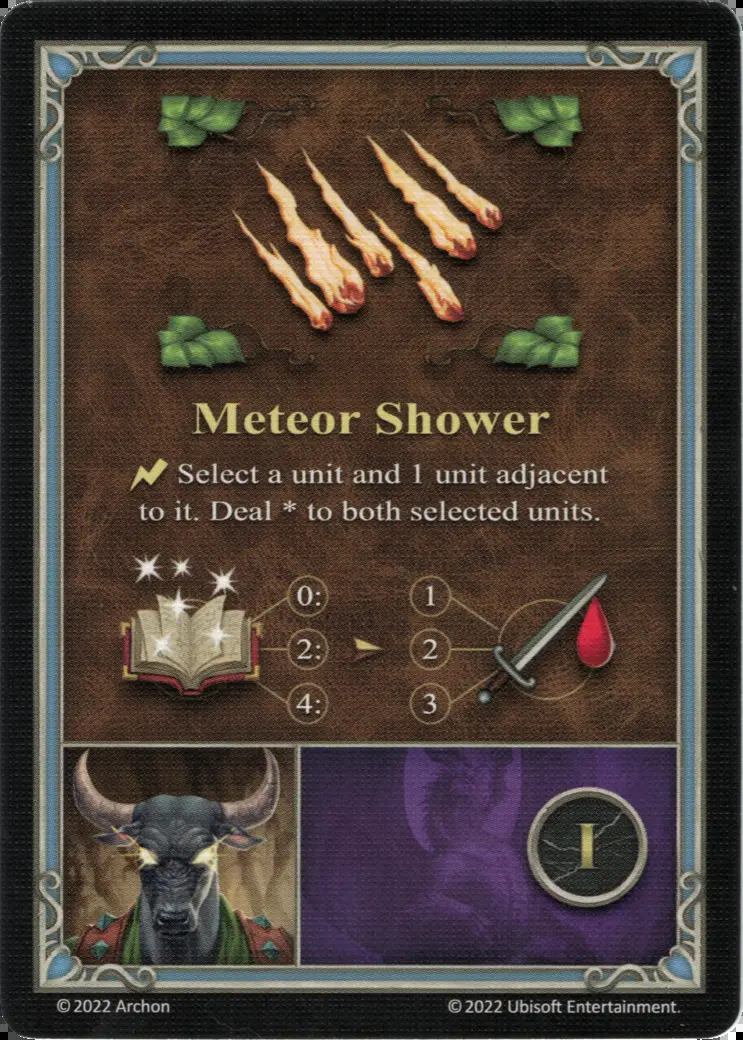 Meteor Shower
Select a unit and 1 unit adjacent
to it. Deal * to both selected units.
0: 1
2: 2
4: 3
I
©2022 Archon ©2022 Ubisoft Entertainment.